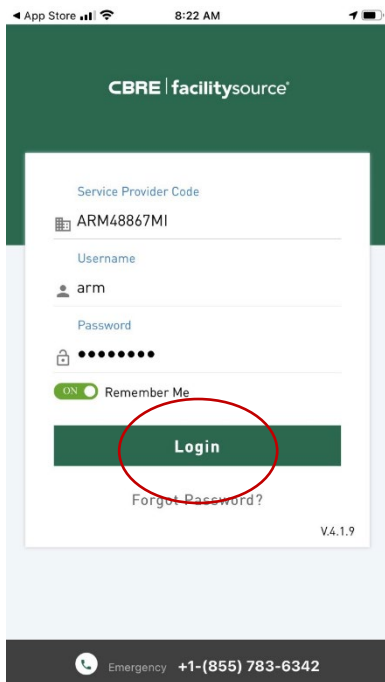 App Store 8:22 AM
CBRE facilitysource®
Service Provider Code
ARM48867MI
Username
arm
Password
ON Remember Me
Login
Forgot Password?
V.4.1.9
Emergency +1-(855) 783-6342